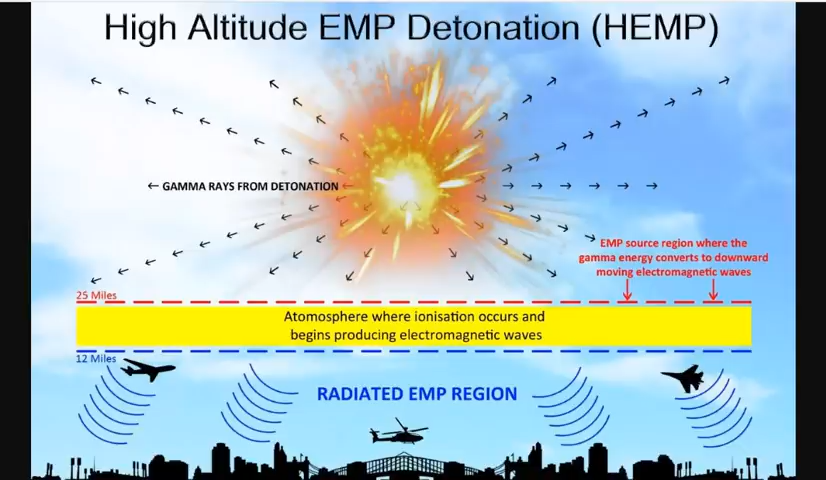 High Altitude EMP Detonation (HEMP)
GAMMA RAYS FROM DETONATION
EMP source region where the
gamma energy converts to downward
moving electromagnetic waves
25 Miles
Atomosphere where ionisation occurs and
begins producing electromagnetic waves
12 Miles
RADIATED EMP REGION